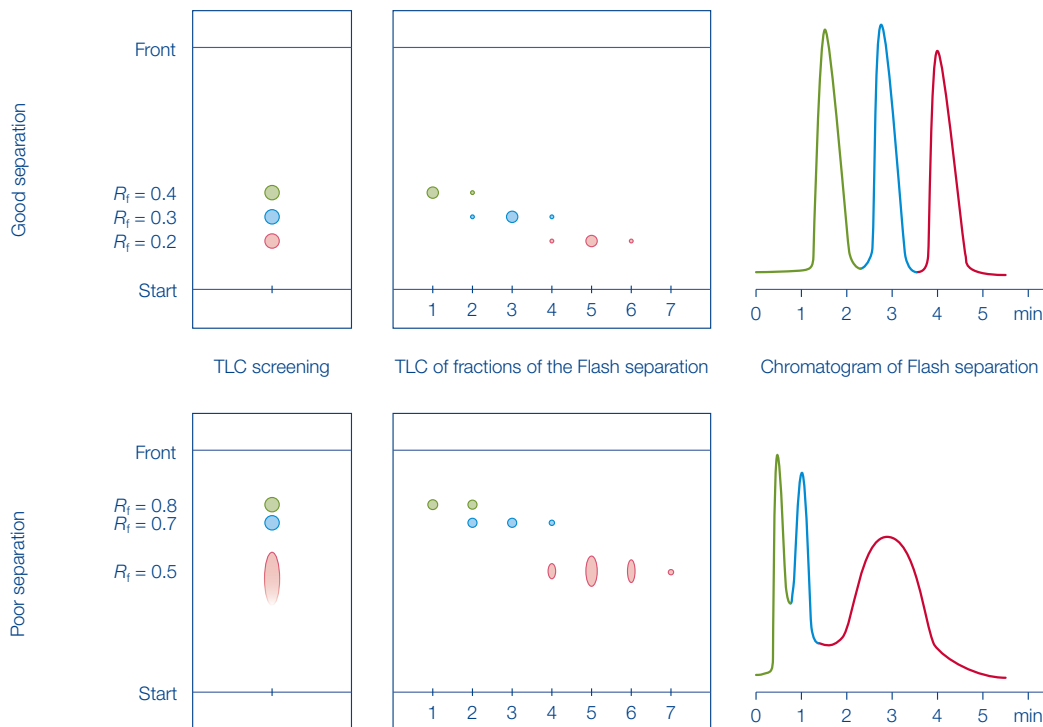 Good separation
Front
Rf = 0.4
Rf = 0.3
Rf = 0.2
Start
1 2 3 4 5 6 7
0 1 2 3 4 5 min
TLC screening
TLC of fractions of the Flash separation
Chromatogram of Flash separation
Poor separation
Front
Rf = 0.8
Rf = 0.7
Rf = 0.5
Start
1 2 3 4 5 6 7
0 1 2 3 4 5 min